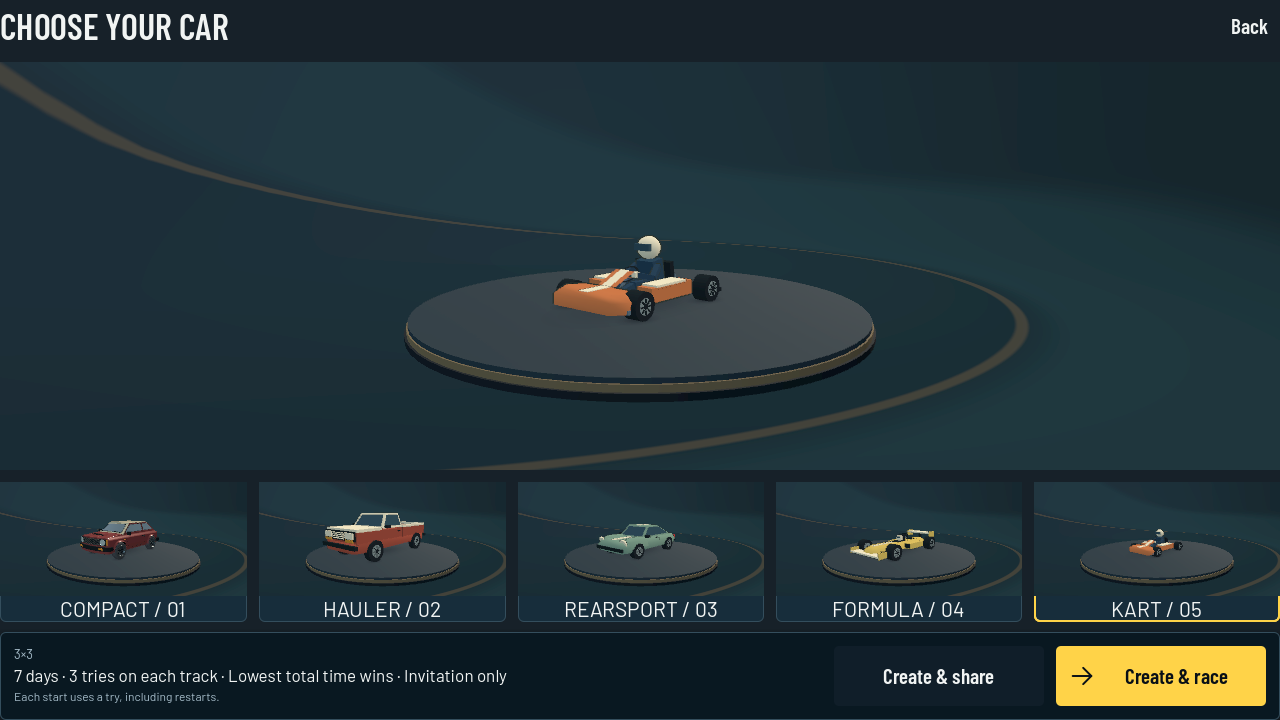 CHOOSE YOUR CAR
Back
COMPACT / 01
HAULER / 02
REARSPORT / 03
FORMULA / 04
KART / 05
3×3
7 days · 3 tries on each track · Lowest total time wins · Invitation only
Each start uses a try, including restarts.
Create & share
Create & race